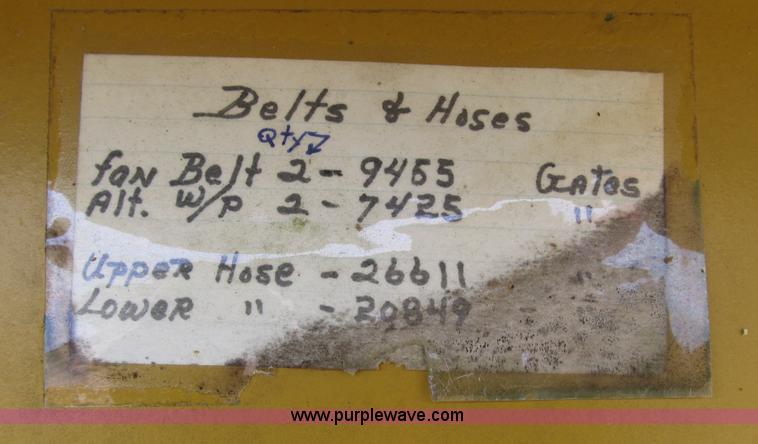 Belts & Hoses
Qty
Fan Belt 2 - 9455 Gates
Alt. W/P 2 - 7425 "
Upper Hose - 26611 "
Lower " - 20849
www.purplewave.com